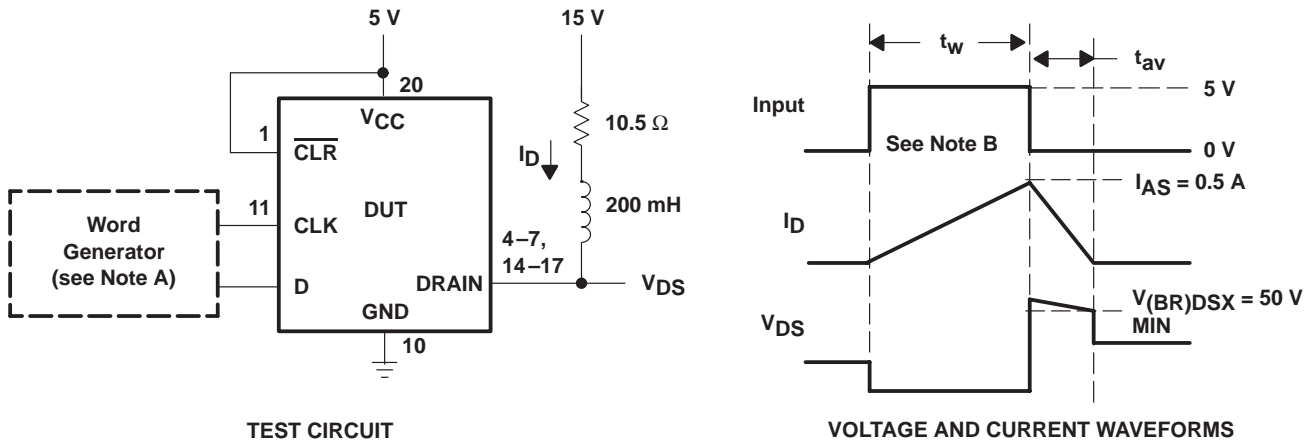 5 V
15 V
20
VCC
1
CLR
10.5 Ω
ID
200 mH
Word
Generator
(see Note A)
11
CLK
DUT
4–7,
14–17
D
DRAIN
VDS
GND
10
TEST CIRCUIT
tw
tav
Input
5 V
See Note B
0 V
IAS = 0.5 A
ID
V(BR)DSX = 50 V
MIN
VDS
VOLTAGE AND CURRENT WAVEFORMS